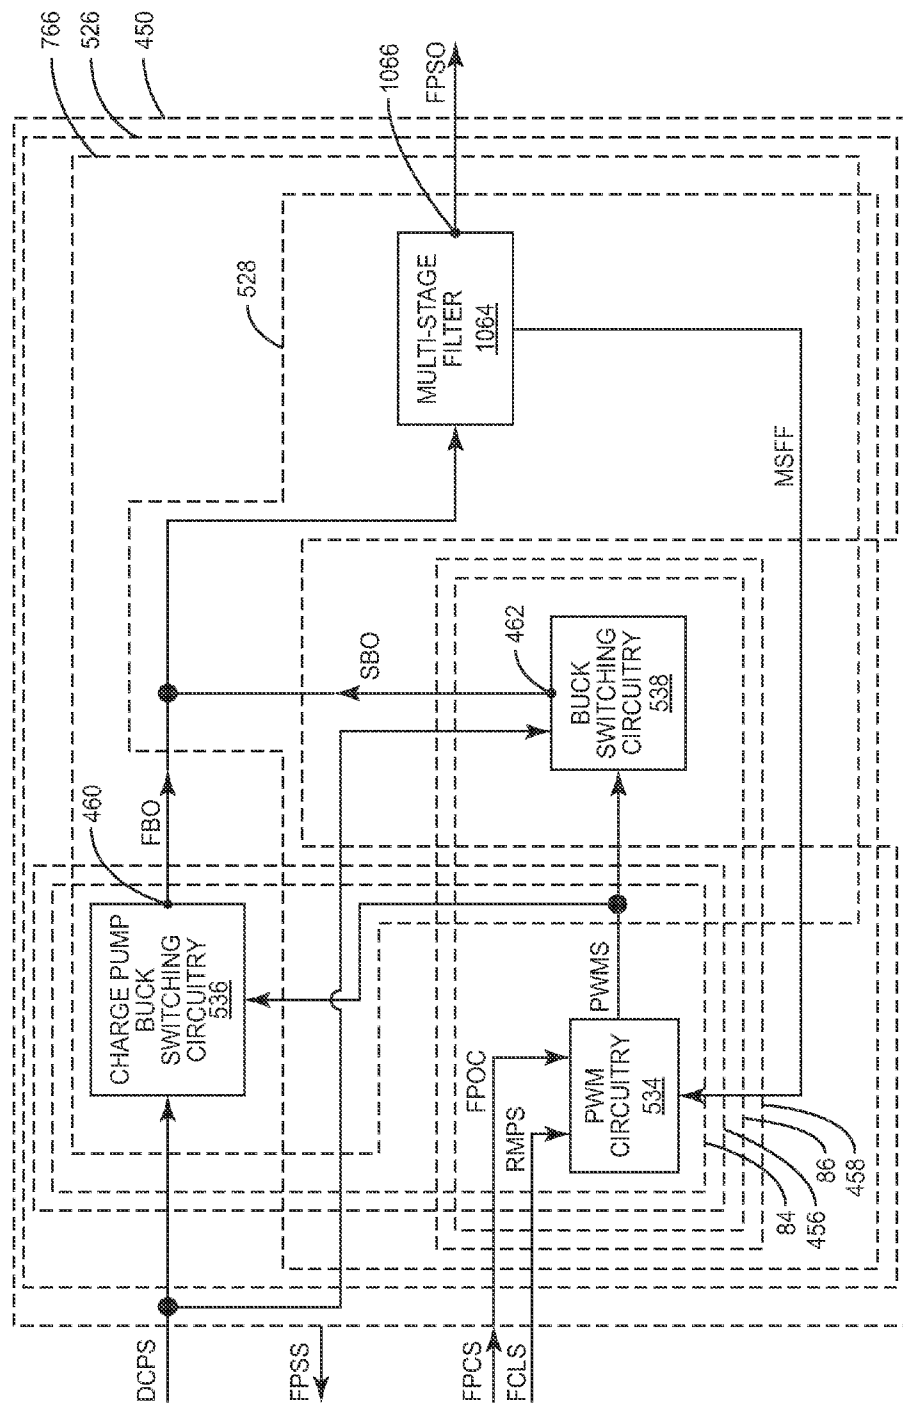 766
526
450
FPSO
1066
528
MULTI-STAGE
FILTER
1064
MSFF
460
FBO
SBO
462
CHARGE PUMP
BUCK
SWITCHING
CIRCUITRY
536
BUCK
SWITCHING
CIRCUITRY
538
PWMS
FPOC
RMPS
PWM
CIRCUITRY
534
84
456
86
458
DCPS
FPSS
FPCS
FCLS